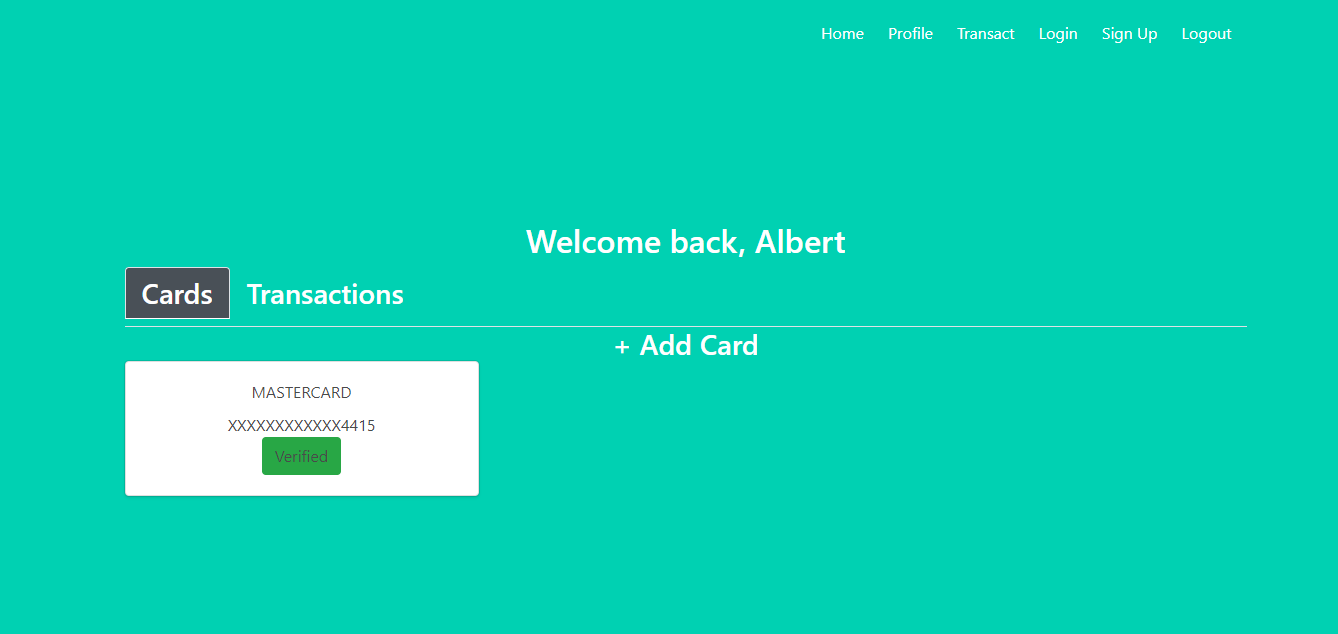 Home Profile Transact Login Sign Up Logout
Welcome back, Albert
Cards Transactions
+ Add Card
MASTERCARD
XXXXXXXXXXXX4415
Verified